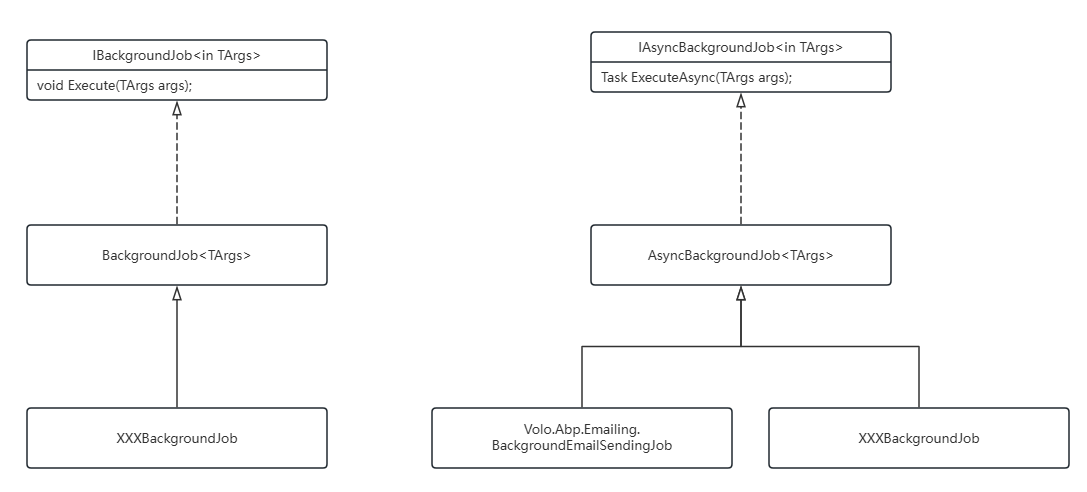 IBackgroundJob<in TArgs>
void Execute(TArgs args);
BackgroundJob<TArgs>
XXXBackgroundJob
IAsyncBackgroundJob<in TArgs>
Task ExecuteAsync(TArgs args);
AsyncBackgroundJob<TArgs>
Volo.Abp.Emailing.
BackgroundEmailSendingJob
XXXBackgroundJob